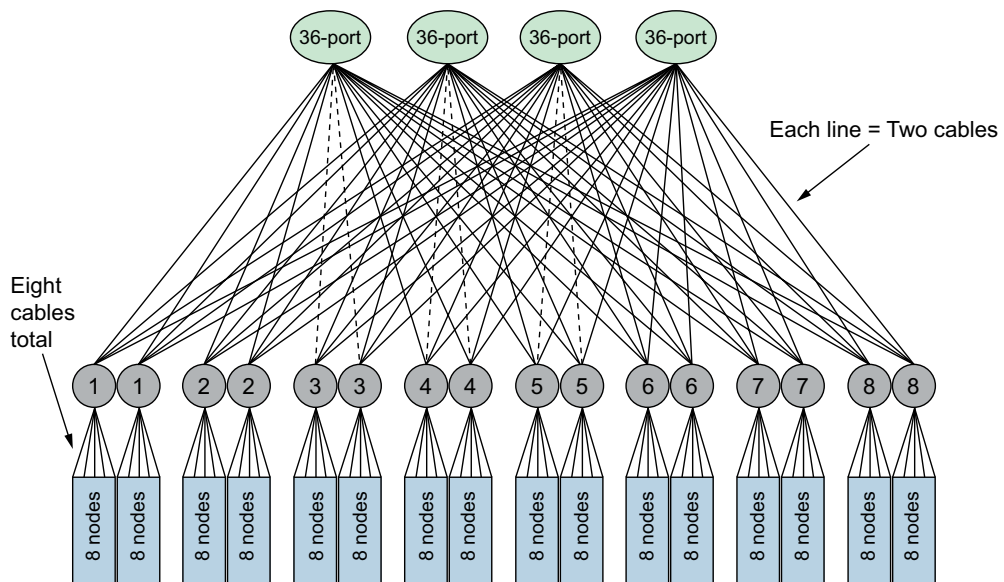 36-port 36-port 36-port 36-port
Each line = Two cables
Eight
cables
total
1 1 2 2 3 3 4 4 5 5 6 6 7 7 8 8
8 nodes 8 nodes 8 nodes 8 nodes 8 nodes 8 nodes 8 nodes 8 nodes 8 nodes 8 nodes 8 nodes 8 nodes 8 nodes 8 nodes 8 nodes 8 nodes